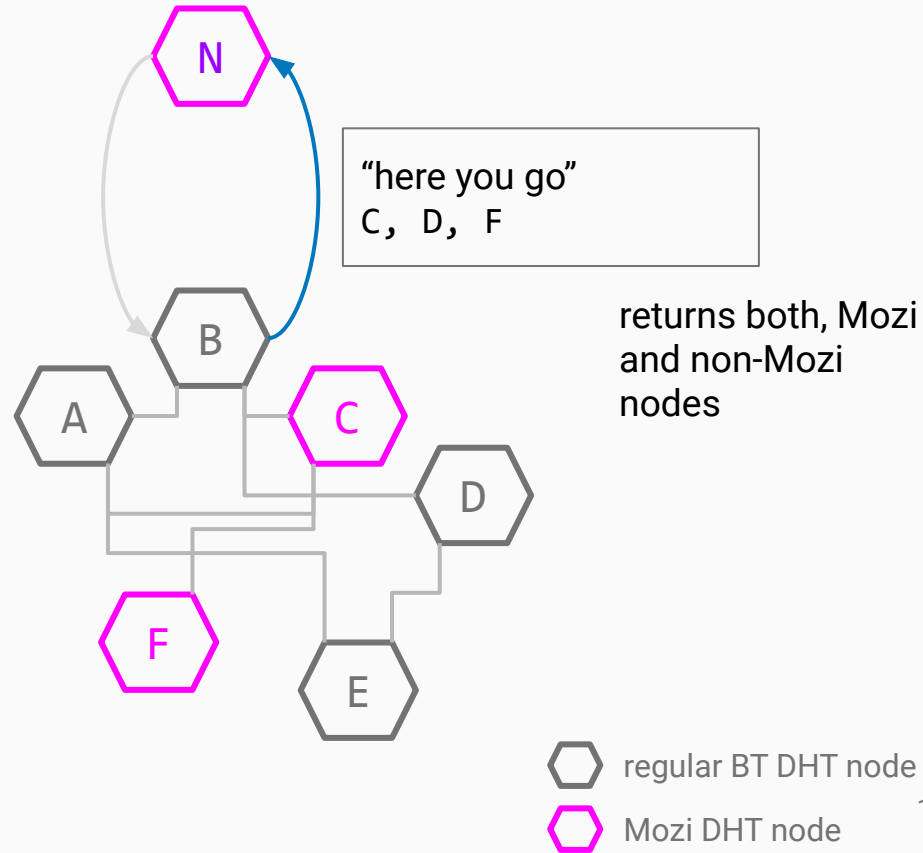 N
“here you go”
C, D, F
returns both, Mozi
and non-Mozi
nodes
B
A
C
D
F
E
regular BT DHT node
Mozi DHT node